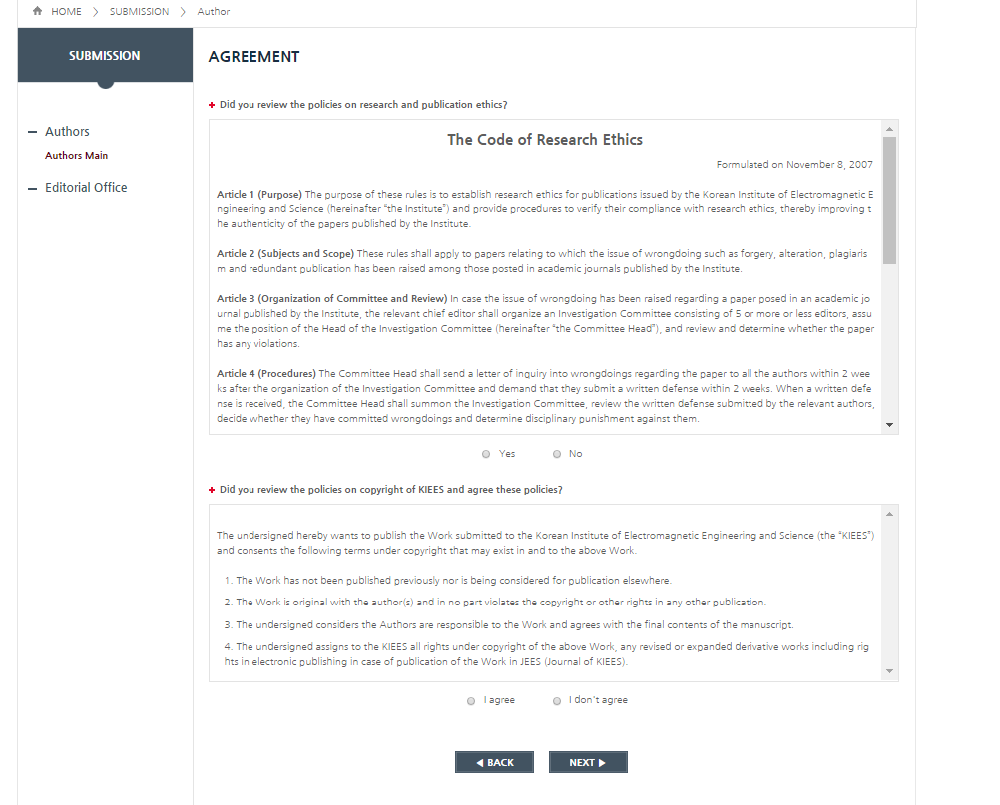 HOME > SUBMISSION > Author
SUBMISSION
Authors
Authors Main
Editorial Office
AGREEMENT
+ Did you review the policies on research and publication ethics?
The Code of Research Ethics
Formulated on November 8, 2007
Article 1 (Purpose) The purpose of these rules is to establish research ethics for publications issued by the Korean Institute of Electromagnetic E
ngineering and Science (hereinafter “the Institute”) and provide procedures to verify their compliance with research ethics, thereby improving t
he authenticity of the papers published by the Institute.
Article 2 (Subjects and Scope) These rules shall apply to papers relating to which the issue of wrongdoing such as forgery, alteration, plagiaris
m and redundant publication has been raised among those posted in academic journals published by the Institute.
Article 3 (Organization of Committee and Review) In case the issue of wrongdoing has been raised regarding a paper posed in an academic jo
urnal published by the Institute, the relevant chief editor shall organize an Investigation Committee consisting of 5 or more or less editors, assu
me the position of the Head of the Investigation Committee (hereinafter “the Committee Head”), and review and determine whether the paper
has any violations.
Article 4 (Procedures) The Committee Head shall send a letter of inquiry into wrongdoings regarding the paper to all the authors within 2 wee
ks after the organization of the Investigation Committee and demand that they submit a written defense within 2 weeks. When a written defe
nse is received, the Committee Head shall summon the Investigation Committee, review the written defense submitted by the relevant authors,
decide whether they have committed wrongdoings and determine disciplinary punishment against them.
Yes No
+ Did you review the policies on copyright of KIEES and agree these policies?
The undersigned hereby wants to publish the Work submitted to the Korean Institute of Electromagnetic Engineering and Science (the “KIEES”)
and consents the following terms under copyright that may exist in and to the above Work.
1. The Work has not been published previously nor is being considered for publication elsewhere.
2. The Work is original with the author(s) and in no part violates the copyright or other rights in any other publication.
3. The undersigned considers the Authors are responsible to the Work and agrees with the final contents of the manuscript.
4. The undersigned assigns to the KIEES all rights under copyright of the above Work, any revised or expanded derivative works including rig
hts in electronic publishing in case of publication of the Work in JEES (Journal of KIEES).
I agree I don't agree
◀ BACK NEXT ▶